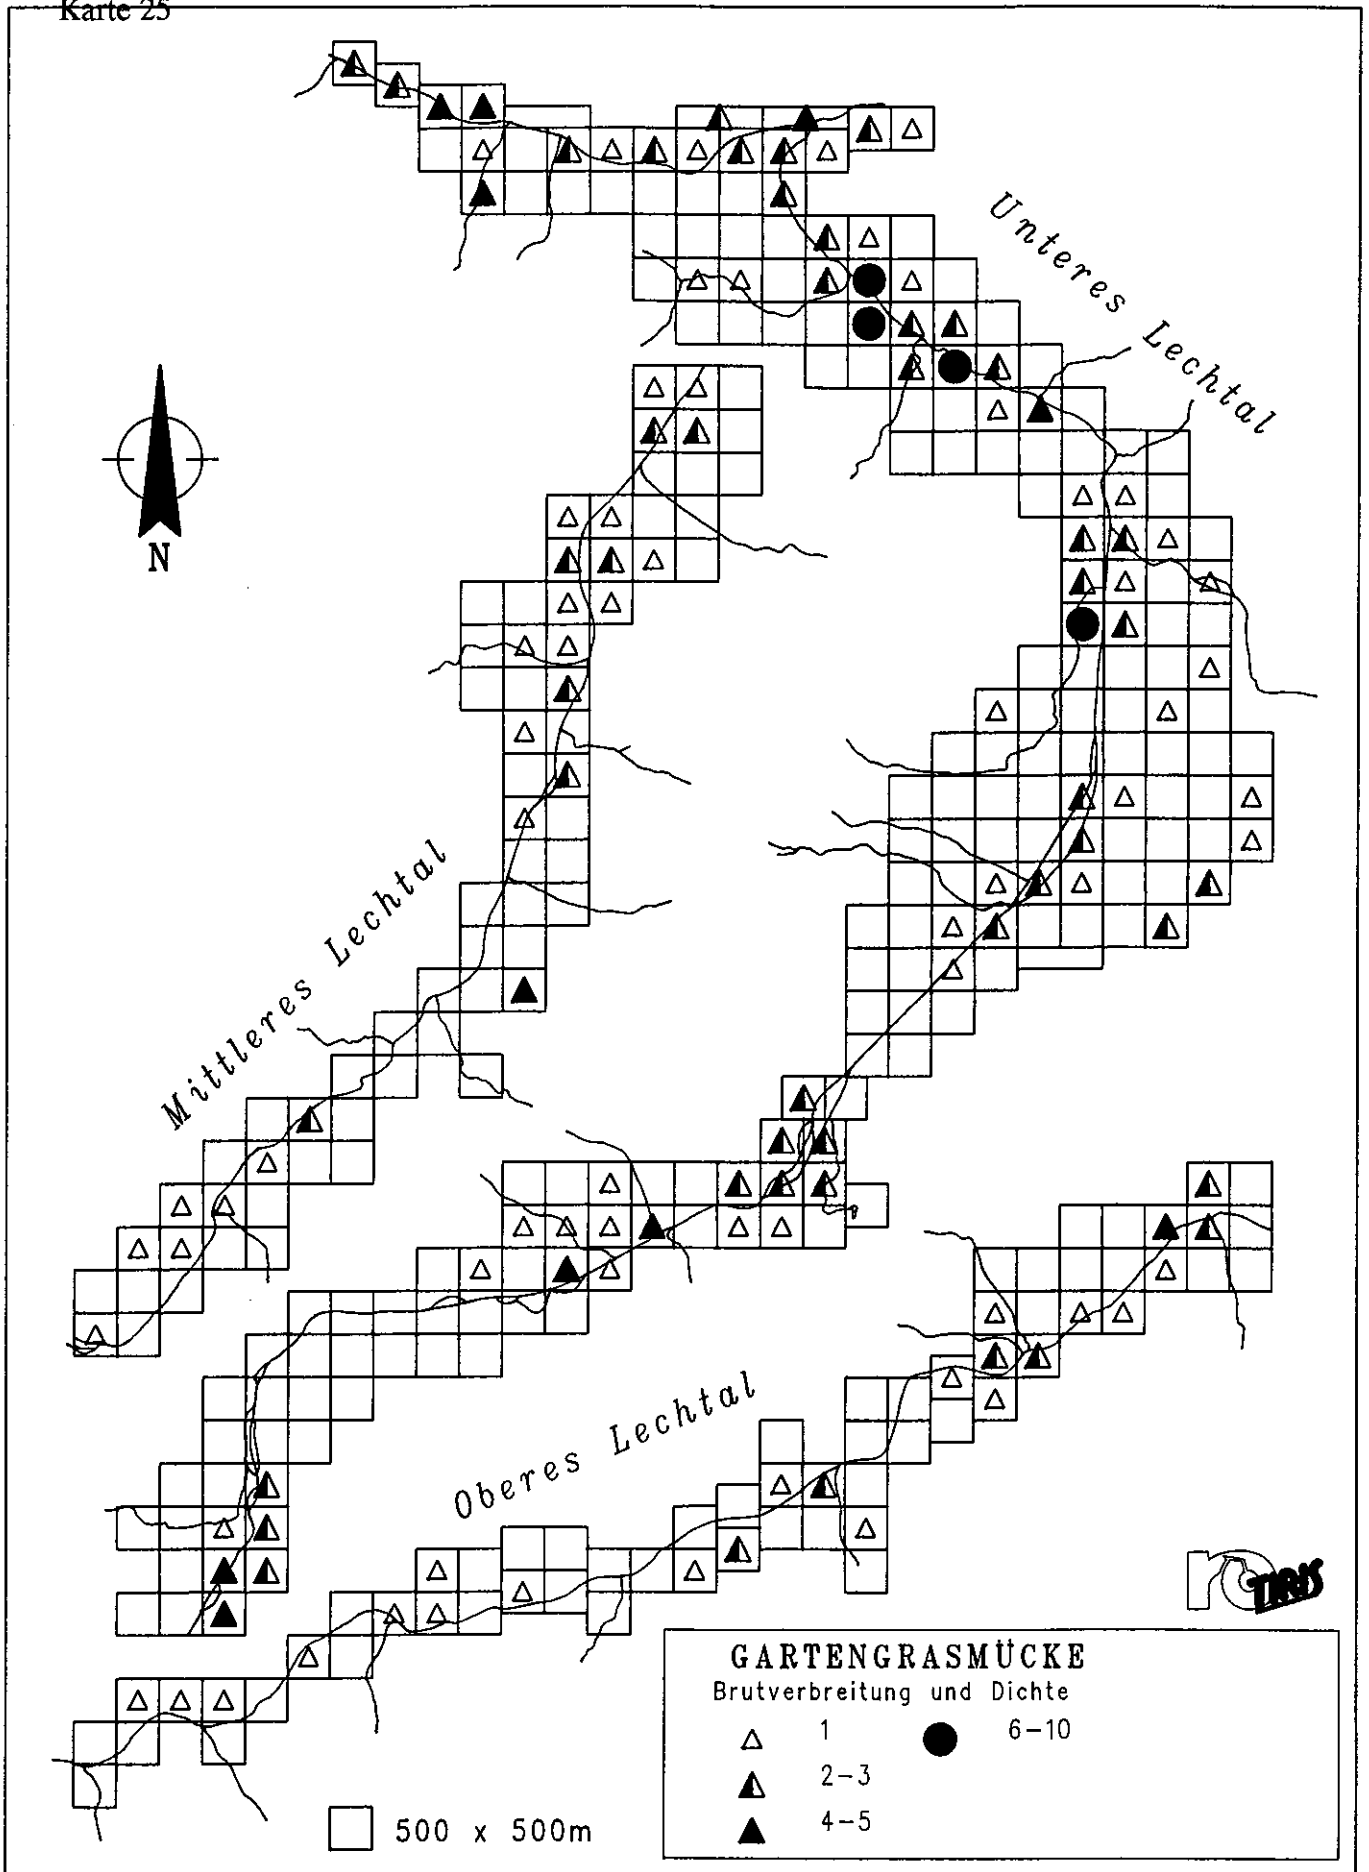 Karte 25
Unteres Lechtal
N
Mittleres Lechtal
Oberes Lechtal
TIRIS
GARTENGRASMÜCKE
Brutverbreitung und Dichte
1 6-10
2-3
4-5
500 x 500m